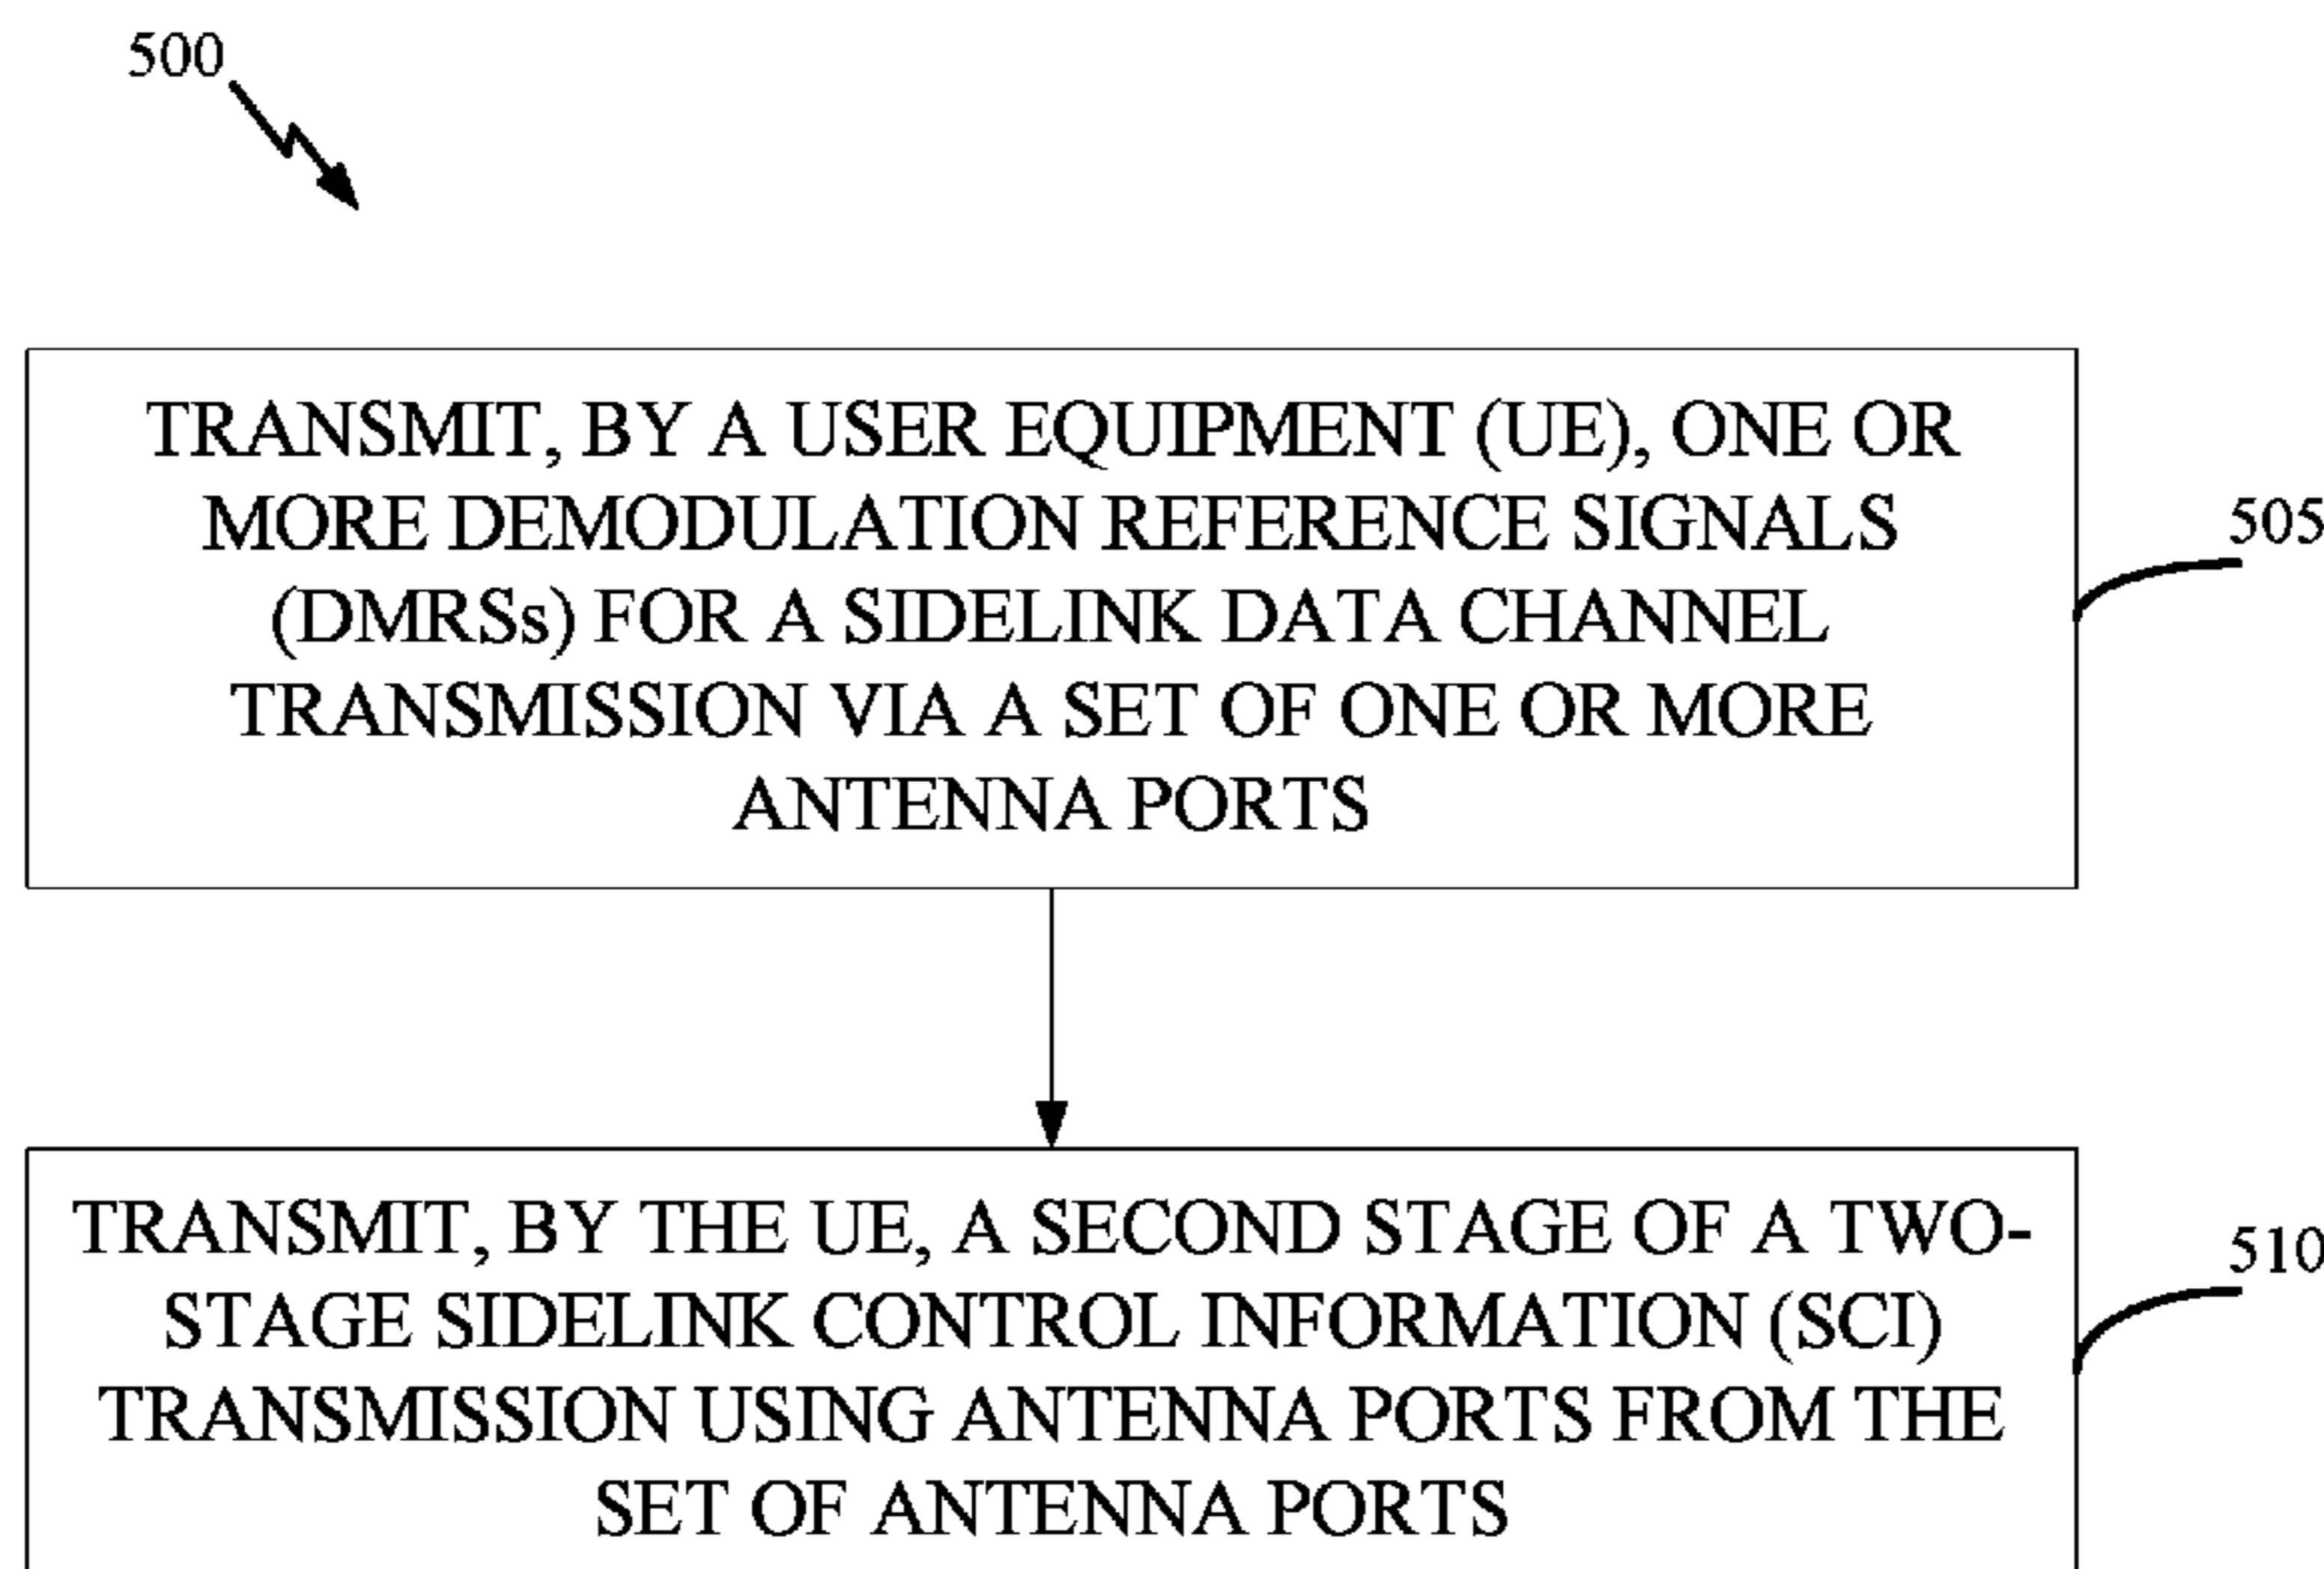 500
TRANSMIT, BY A USER EQUIPMENT (UE), ONE OR
MORE DEMODULATION REFERENCE SIGNALS
(DMRSs) FOR A SIDELINK DATA CHANNEL
TRANSMISSION VIA A SET OF ONE OR MORE
ANTENNA PORTS
505
TRANSMIT, BY THE UE, A SECOND STAGE OF A TWO-
STAGE SIDELINK CONTROL INFORMATION (SCI)
TRANSMISSION USING ANTENNA PORTS FROM THE
SET OF ANTENNA PORTS
510